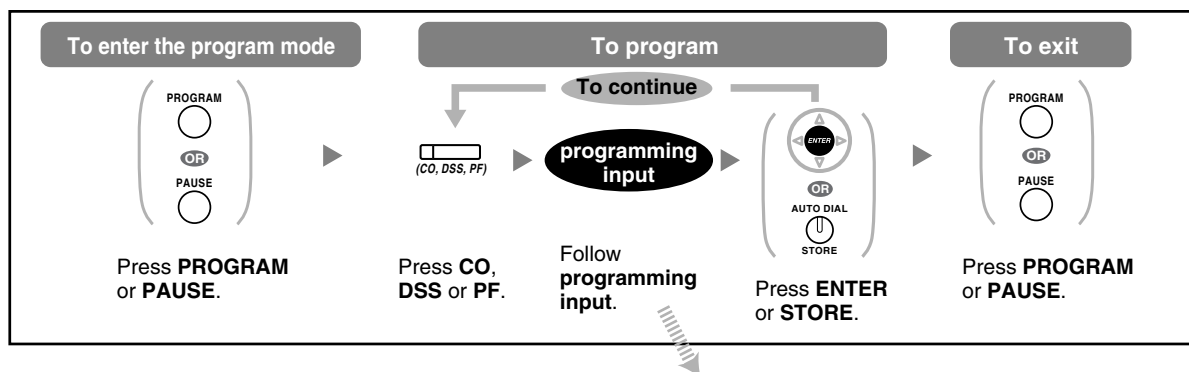 To enter the program mode
To program
To exit
To continue
PROGRAM
OR
PAUSE
(CO, DSS, PF)
programming
input
ENTER
OR
AUTO DIAL
STORE
PROGRAM
OR
PAUSE
Press PROGRAM
or PAUSE.
Press CO,
DSS or PF.
Follow
programming
input.
Press ENTER
or STORE.
Press PROGRAM
or PAUSE.